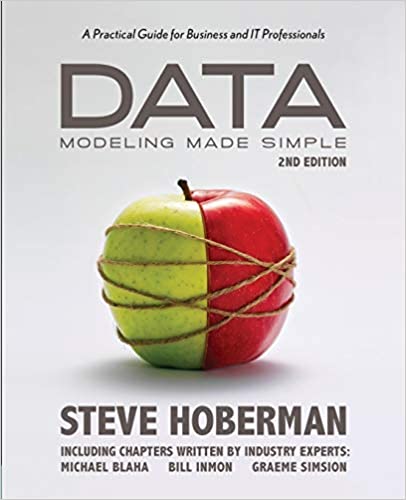 A Practical Guide for Business and IT Professionals
DATA
MODELING MADE SIMPLE
2ND EDITION
STEVE HOBERMAN
INCLUDING CHAPTERS WRITTEN BY INDUSTRY EXPERTS:
MICHAEL BLAHA BILL INMON GRAEME SIMSION